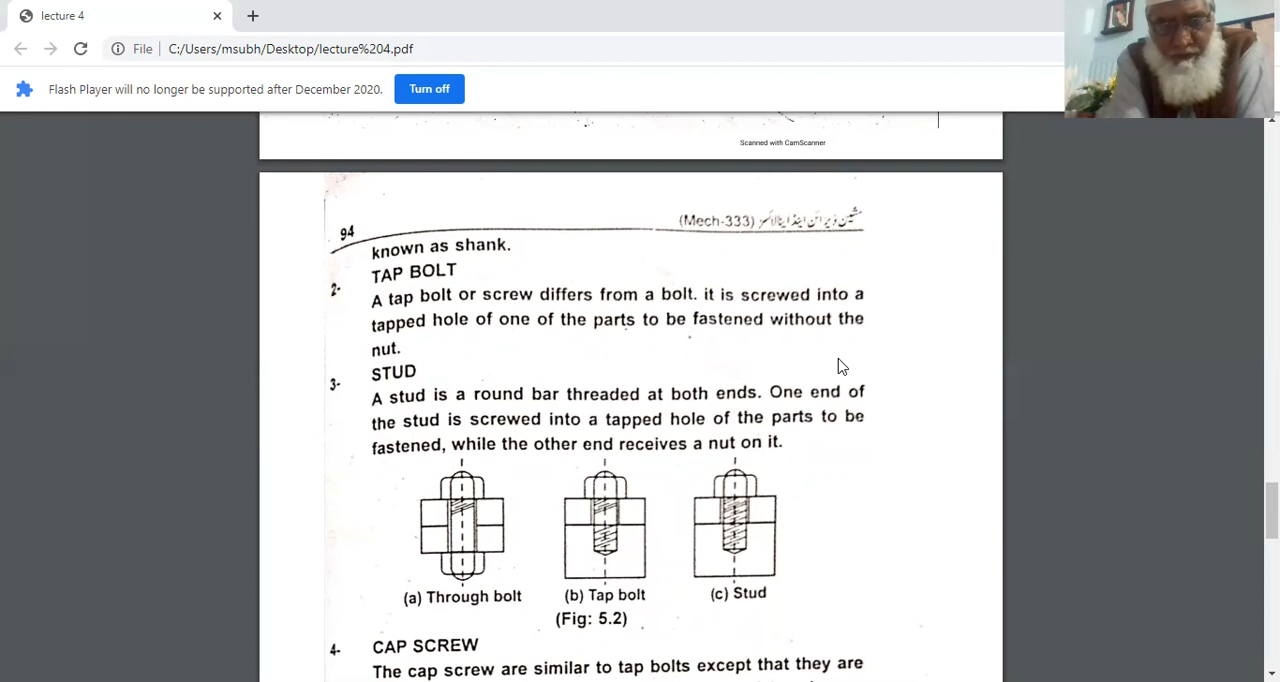 lecture 4
File
C:/Users/msubh/Desktop/lecture%204.pdf
Flash Player will no longer be supported after December 2020.
Turn off
Scanned with CamScanner
94
(Mech-333) مشین ڈیزائن اینڈ
known as shank.
2- TAP BOLT
A tap bolt or screw differs from a bolt. it is screwed into a
tapped hole of one of the parts to be fastened without the
nut.
3- STUD
A stud is a round bar threaded at both ends. One end of
the stud is screwed into a tapped hole of the parts to be
fastened, while the other end receives a nut on it.
(a) Through bolt
(b) Tap bolt
(c) Stud
(Fig: 5.2)
4- CAP SCREW
The cap screw are similar to tap bolts except that they are